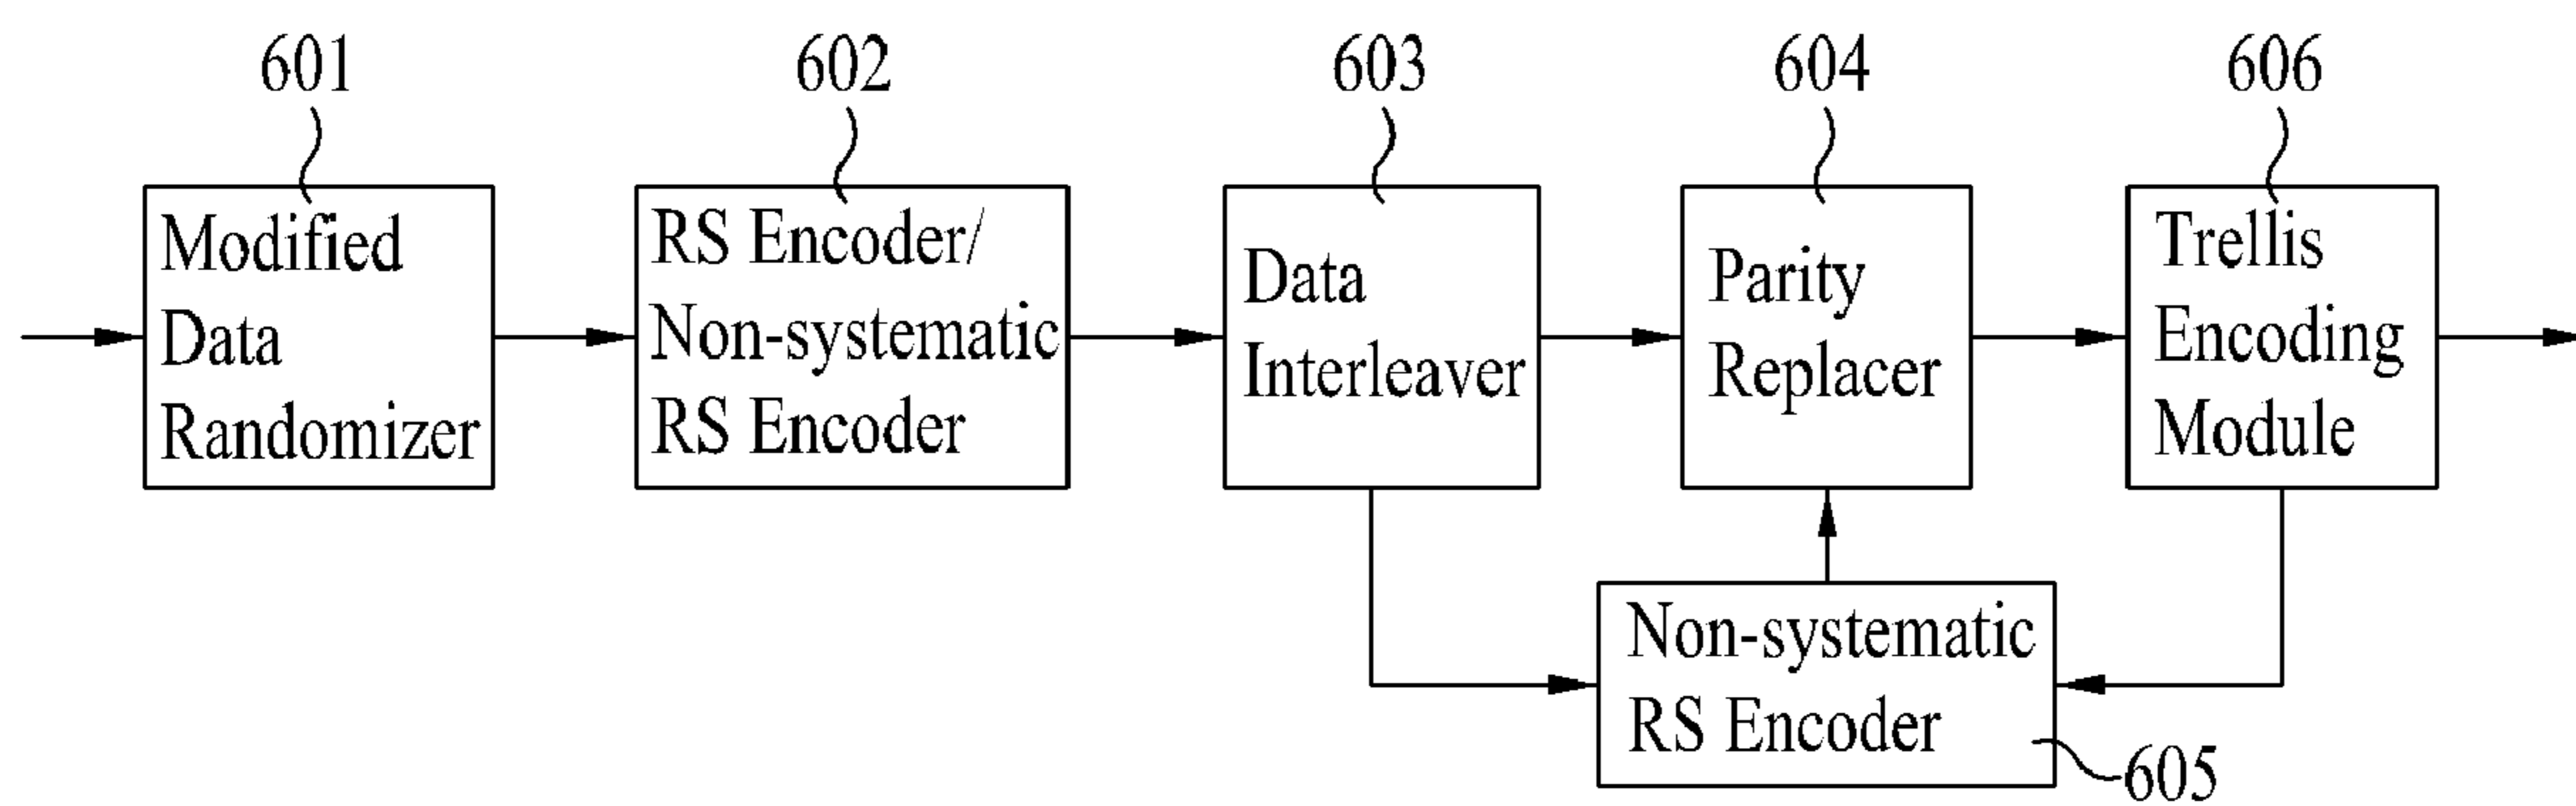 601
602
603
604
606
Modified
Data
Randomizer
RS Encoder/
Non-systematic
RS Encoder
Data
Interleaver
Parity
Replacer
Trellis
Encoding
Module
Non-systematic
RS Encoder
605